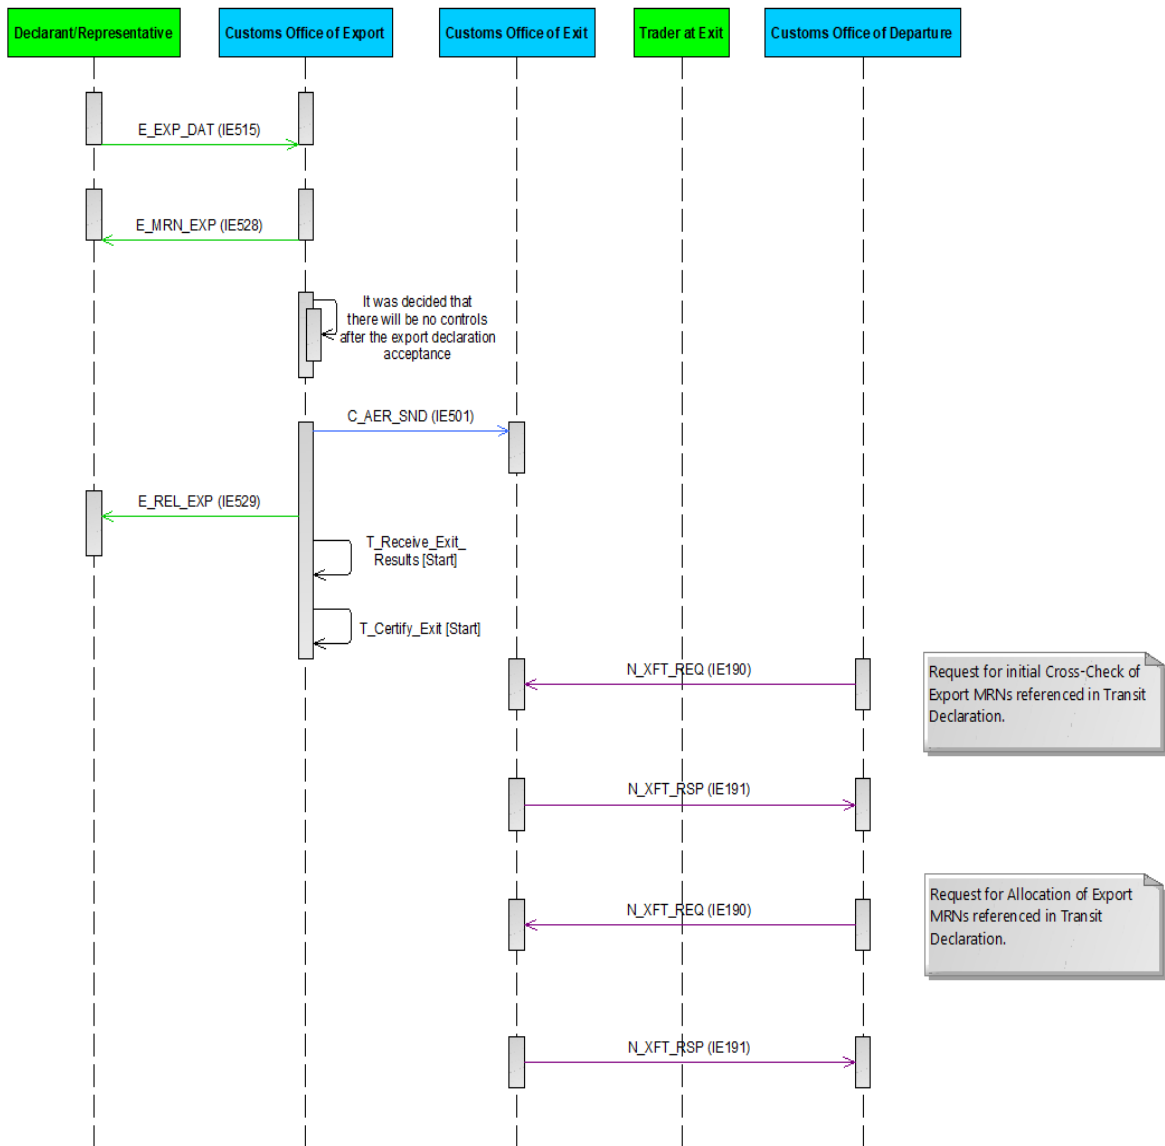 Declarant/Representative
Customs Office of Export
Customs Office of Exit
Trader at Exit
Customs Office of Departure
E_EXP_DAT (IE515)
E_MRN_EXP (IE528)
It was decided that
there will be no controls
after the export declaration
acceptance
C_AER_SND (IE501)
E_REL_EXP (IE529)
T_Receive_Exit_
Results [Start]
T_Certify_Exit [Start]
N_XFT_REQ (IE190)
Request for initial Cross-Check of
Export MRNs referenced in Transit
Declaration.
N_XFT_RSP (IE191)
N_XFT_REQ (IE190)
Request for Allocation of Export
MRNs referenced in Transit
Declaration.
N_XFT_RSP (IE191)